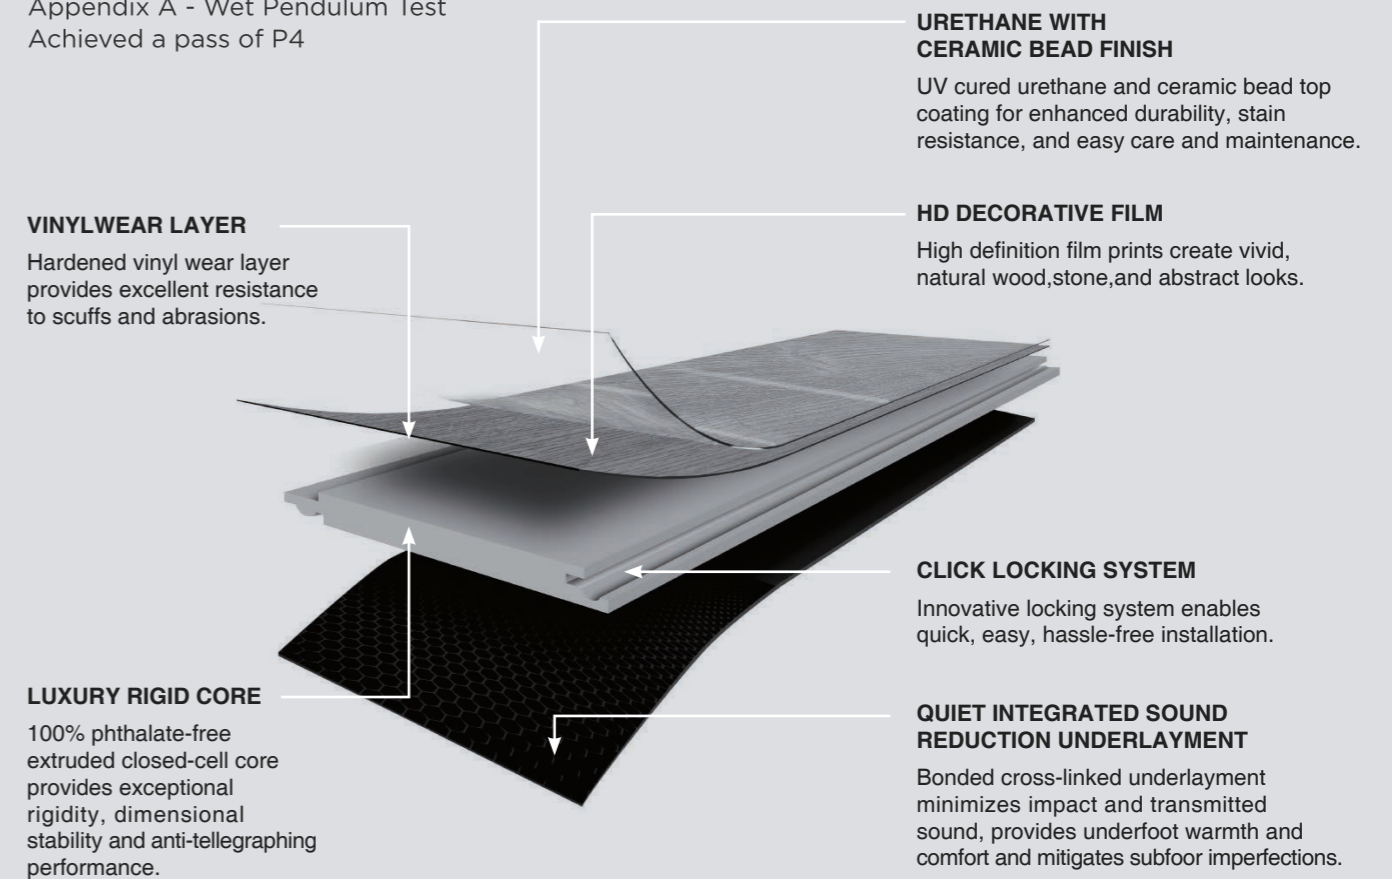 Appendix A - Wet Pendulum Test
Achieved a pass of P4
URETHANE WITH
CERAMIC BEAD FINISH
UV cured urethane and ceramic bead top
coating for enhanced durability, stain
resistance, and easy care and maintenance.
VINYLWEAR LAYER
Hardened vinyl wear layer
provides excellent resistance
to scuffs and abrasions.
HD DECORATIVE FILM
High definition film prints create vivid,
natural wood,stone,and abstract looks.
CLICK LOCKING SYSTEM
Innovative locking system enables
quick, easy, hassle-free installation.
LUXURY RIGID CORE
100% phthalate-free
extruded closed-cell core
provides exceptional
rigidity, dimensional
stability and anti-tellegraphing
performance.
QUIET INTEGRATED SOUND
REDUCTION UNDERLAYMENT
Bonded cross-linked underlayment
minimizes impact and transmitted
sound, provides underfoot warmth and
comfort and mitigates subfoor imperfections.